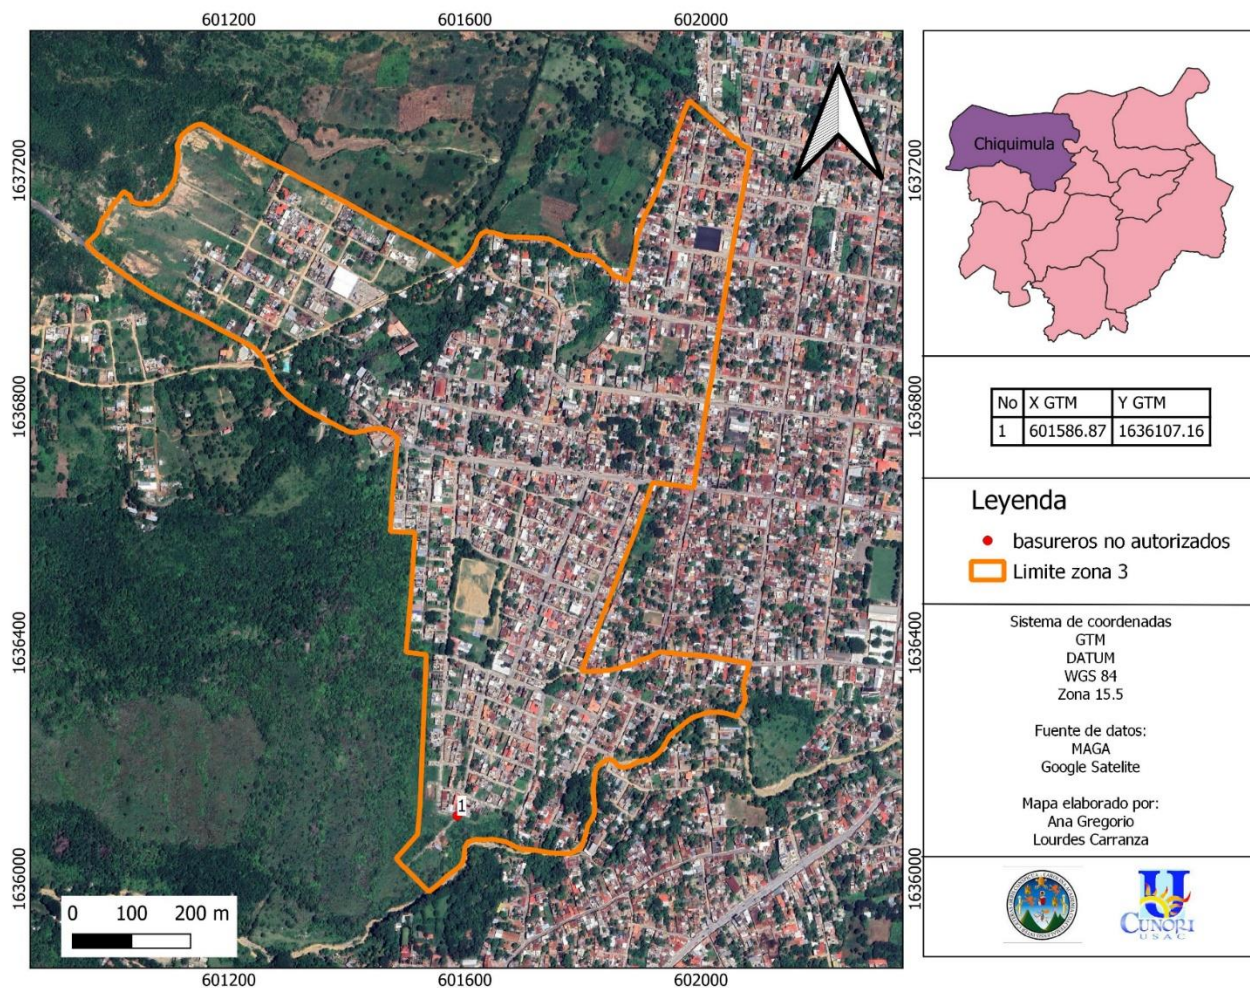 601200 601600 602000
1637200
1636800
1636400
1636000
1637200
1636800
1636400
1636000
1
0 100 200 m
601200 601600 602000
Chiquimula
No X GTM Y GTM
1 601586.87 1636107.16
Leyenda
basureros no autorizados
Limite zona 3
Sistema de coordenadas
GTM
DATUM
WGS 84
Zona 15.5
Fuente de datos:
MAGA
Google Satelite
Mapa elaborado por:
Ana Gregorio
Lourdes Carranza
U
CUNORI
USAC